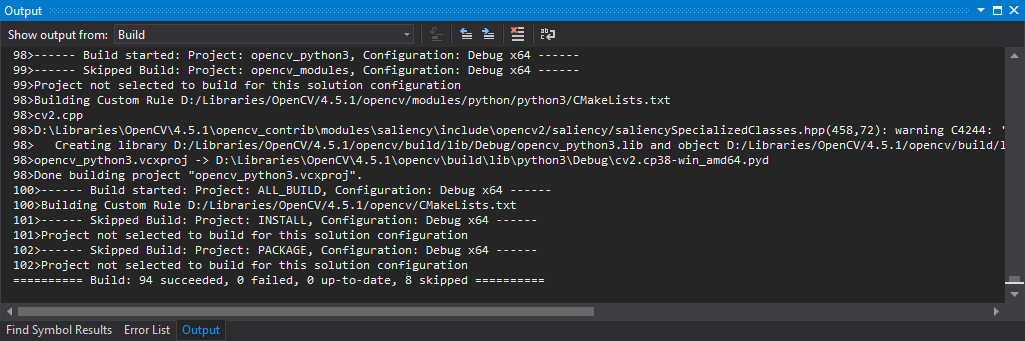 Output
Show output from: Build
98>------ Build started: Project: opencv_python3, Configuration: Debug x64 ------
99>------ Skipped Build: Project: opencv_modules, Configuration: Debug x64 ------
99>Project not selected to build for this solution configuration
98>Building Custom Rule D:/Libraries/OpenCV/4.5.1/opencv/modules/python/python3/CMakeLists.txt
98>cv2.cpp
98>D:\Libraries\OpenCV\4.5.1\opencv_contrib\modules\saliency\include\opencv2/saliency/saliencySpecializedClasses.hpp(458,72): warning C4244: '
98>   Creating library D:/Libraries/OpenCV/4.5.1/opencv/build/lib/Debug/opencv_python3.lib and object D:/Libraries/OpenCV/4.5.1/opencv/build/l
98>opencv_python3.vcxproj -> D:\Libraries\OpenCV\4.5.1\opencv\build\lib\python3\Debug\cv2.cp38-win_amd64.pyd
98>Done building project "opencv_python3.vcxproj".
100>------ Build started: Project: ALL_BUILD, Configuration: Debug x64 ------
100>Building Custom Rule D:/Libraries/OpenCV/4.5.1/opencv/CMakeLists.txt
101>------ Skipped Build: Project: INSTALL, Configuration: Debug x64 ------
101>Project not selected to build for this solution configuration
102>------ Skipped Build: Project: PACKAGE, Configuration: Debug x64 ------
102>Project not selected to build for this solution configuration
========== Build: 94 succeeded, 0 failed, 0 up-to-date, 8 skipped ==========
Find Symbol Results Error List Output